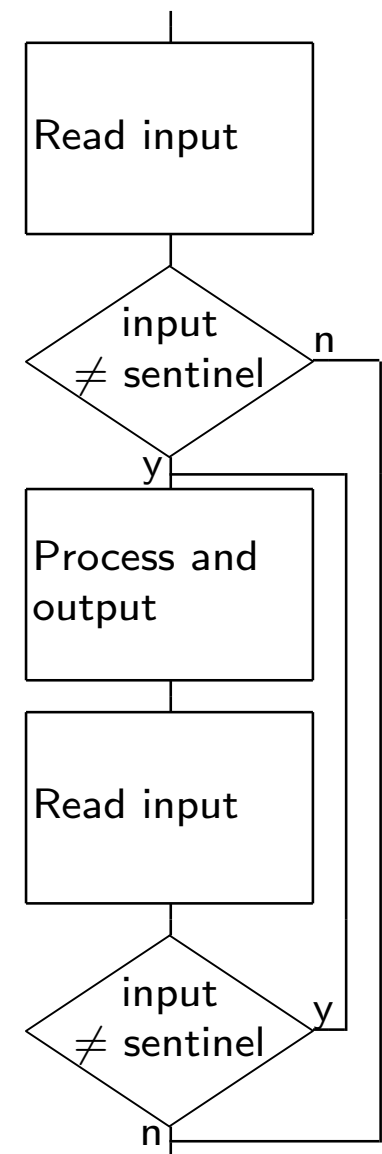 Read input
input
≠ sentinel
n
y
Process and
output
Read input
input
≠ sentinel
y
n